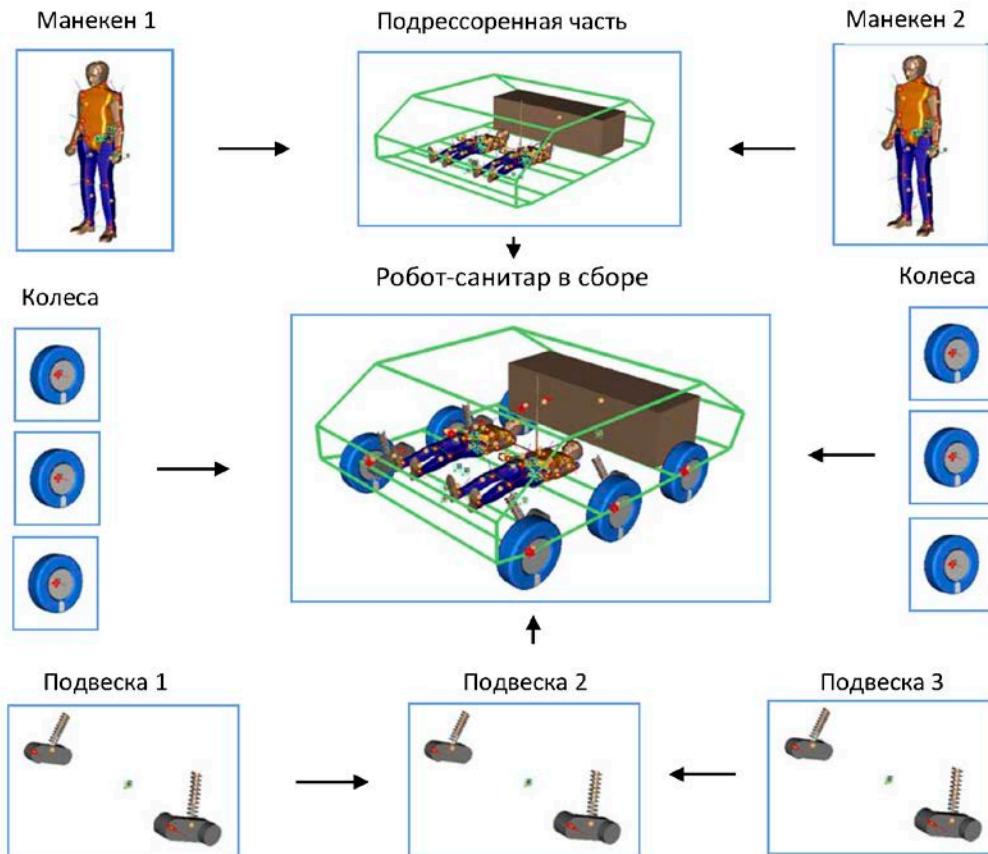 Манекен 1
Подрессоренная часть
Манекен 2
Робот-санитар в сборе
Колеса
Колеса
Подвеска 1
Подвеска 2
Подвеска 3